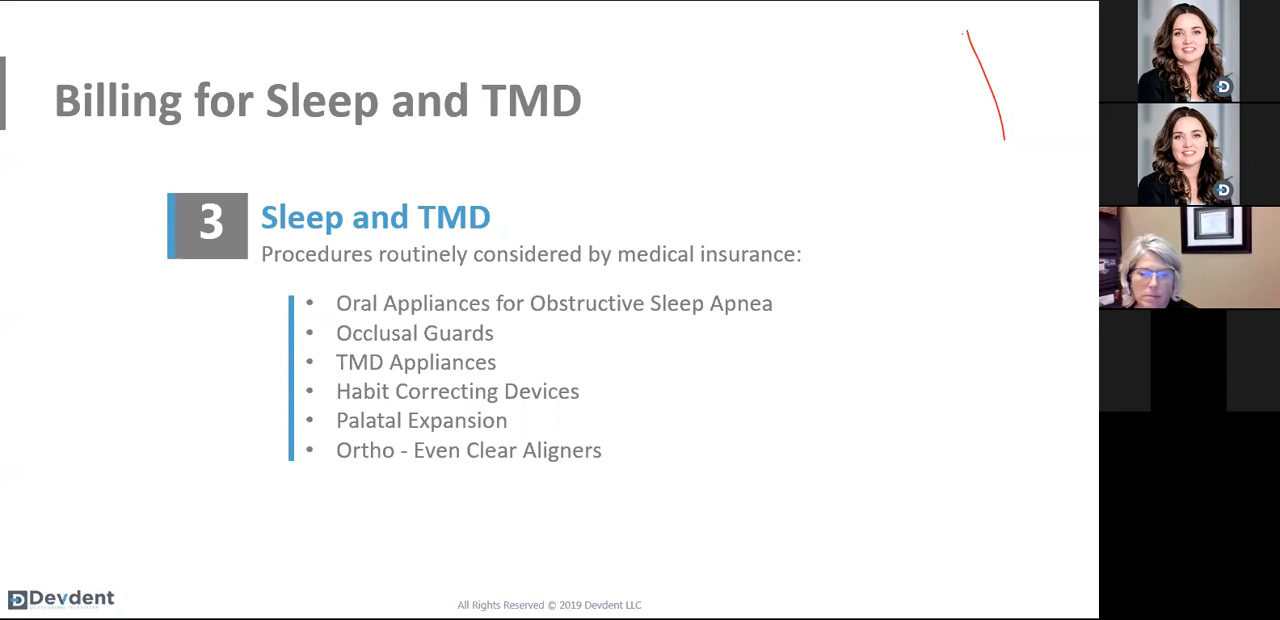 Billing for Sleep and TMD
3
Sleep and TMD
Procedures routinely considered by medical insurance:
• Oral Appliances for Obstructive Sleep Apnea
• Occlusal Guards
• TMD Appliances
• Habit Correcting Devices
• Palatal Expansion
• Ortho - Even Clear Aligners
Devdent
All Rights Reserved © 2019 Devdent LLC